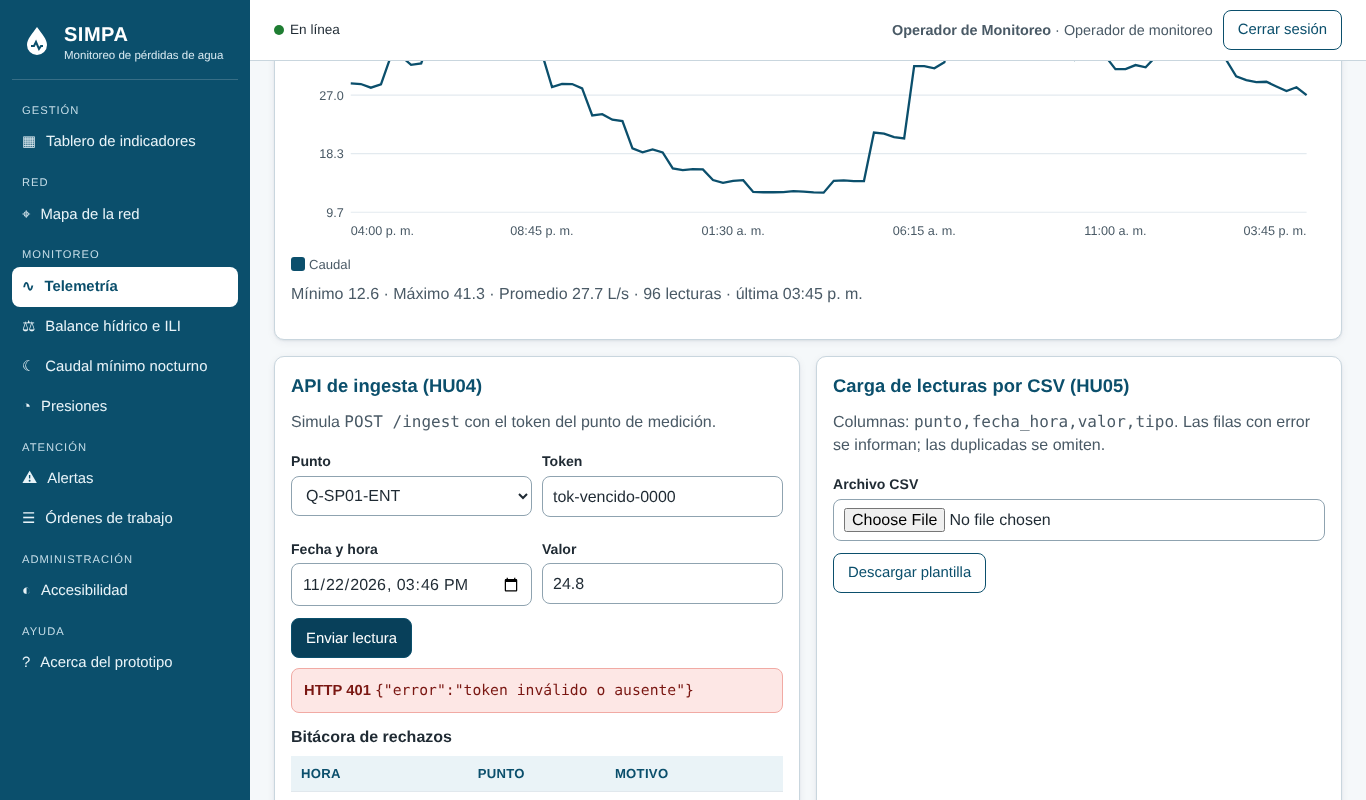 SIMPA
Monitoreo de pérdidas de agua
GESTIÓN
Tablero de indicadores
RED
Mapa de la red
MONITOREO
Telemetría
Balance hídrico e ILI
Caudal mínimo nocturno
Presiones
ATENCIÓN
Alertas
Órdenes de trabajo
ADMINISTRACIÓN
Accesibilidad
AYUDA
? Acerca del prototipo
En línea
Operador de Monitoreo · Operador de monitoreo
Cerrar sesión
27.0
18.3
9.7
04:00 p. m. 08:45 p. m. 01:30 a. m. 06:15 a. m. 11:00 a. m. 03:45 p. m.
Caudal
Mínimo 12.6 · Máximo 41.3 · Promedio 27.7 L/s · 96 lecturas · última 03:45 p. m.
API de ingesta (HU04)
Simula POST /ingest con el token del punto de medición.
Punto Token
Q-SP01-ENT tok-vencido-0000
Fecha y hora Valor
11/22/2026, 03:46 PM 24.8
Enviar lectura
HTTP 401 {"error":"token inválido o ausente"}
Bitácora de rechazos
HORA PUNTO MOTIVO
Carga de lecturas por CSV (HU05)
Columnas: punto,fecha_hora,valor,tipo. Las filas con error
se informan; las duplicadas se omiten.
Archivo CSV
Choose File No file chosen
Descargar plantilla